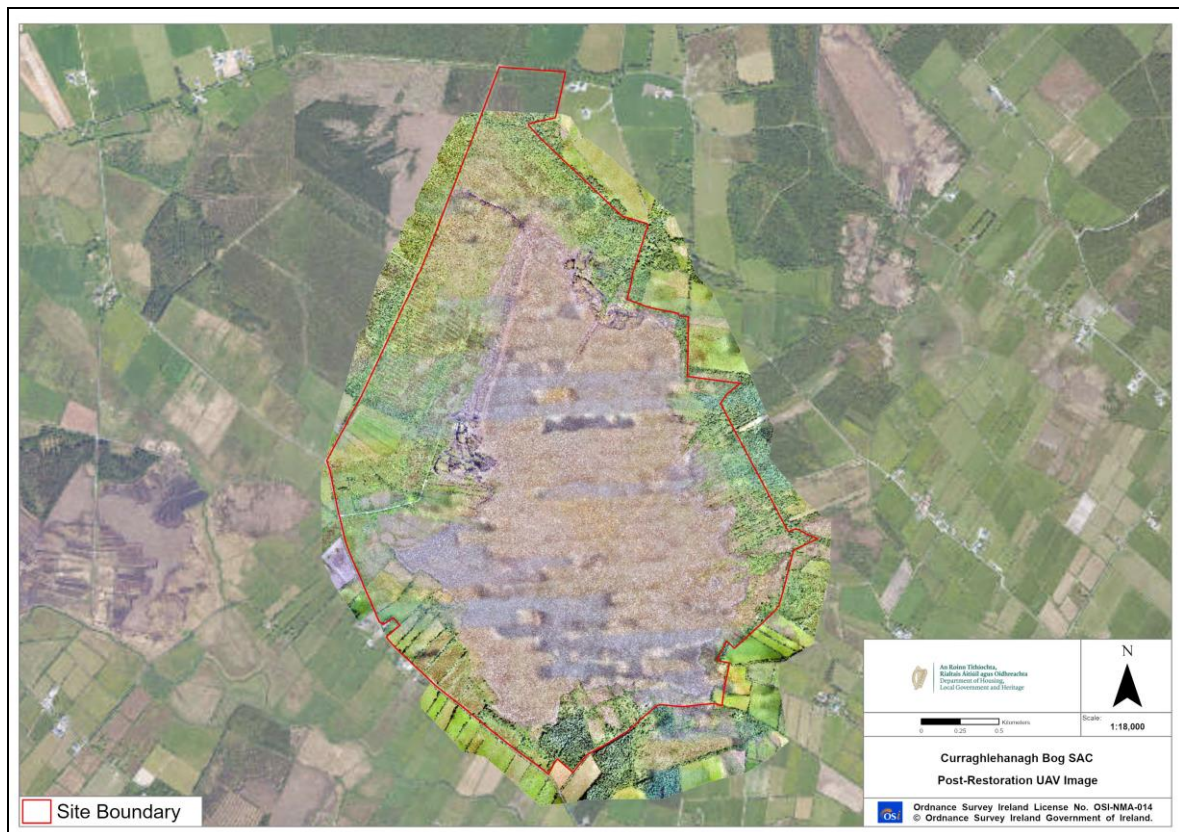 An Roinn Tithíochta,
Rialtais Áitiúil agus Oidhreachta
Department of Housing,
Local Government and Heritage
N
Kilometers
0 0.25 0.5
Scale:
1:18,000
Curraghlehanagh Bog SAC
Post-Restoration UAV Image
Site Boundary
OSi
Ordnance Survey Ireland License No. OSI-NMA-014
© Ordnance Survey Ireland Government of Ireland.